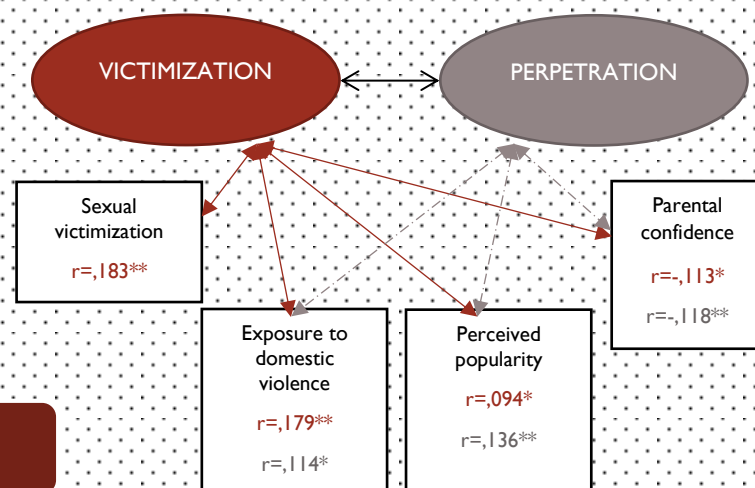 VICTIMIZATION
PERPETRATION
Sexual
victimization
r=,183**
Exposure to
domestic
violence
r=,179**
r=,114*
Perceived
popularity
r=,094*
r=,136**
Parental
confidence
r=-,113*
r=-,118**